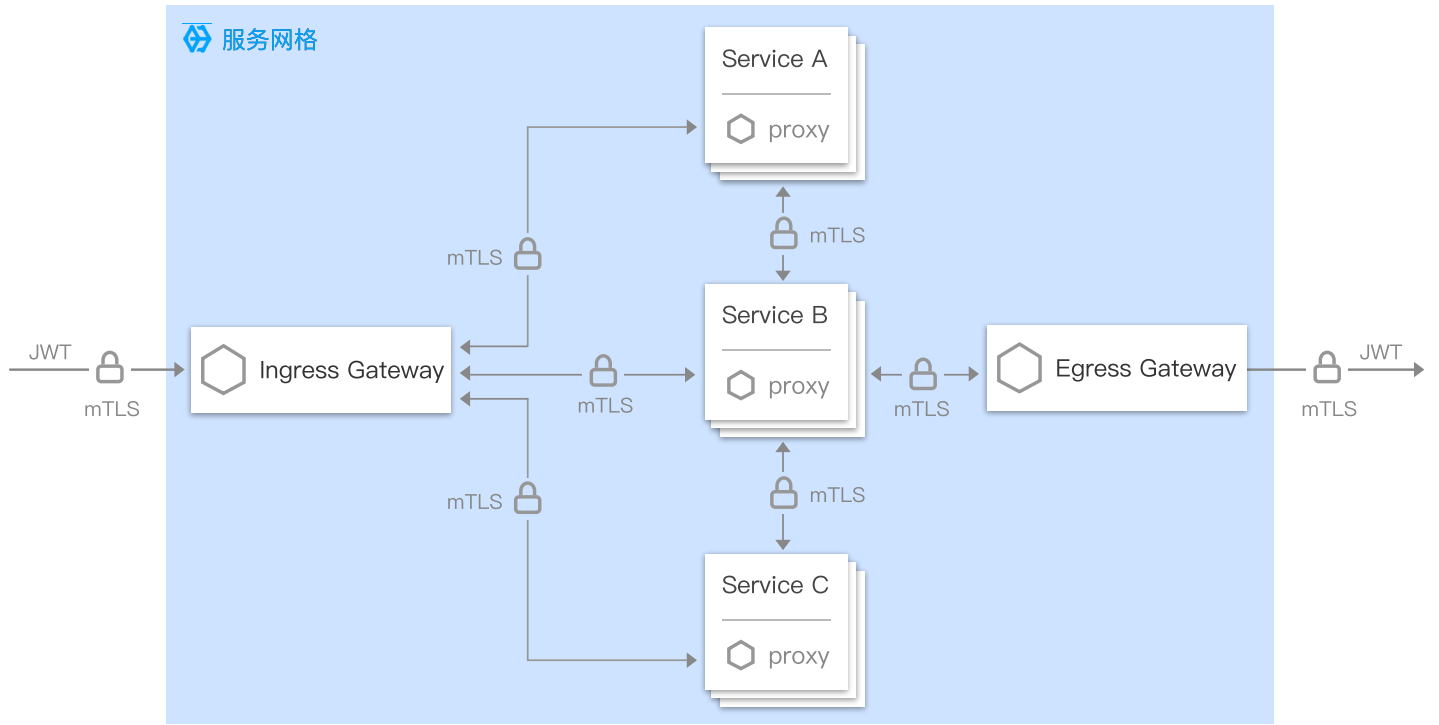 服务网格
Service A
proxy
mTLS
mTLS
Service B
proxy
JWT
mTLS
Ingress Gateway
mTLS
mTLS
Egress Gateway
JWT
mTLS
mTLS
mTLS
Service C
proxy